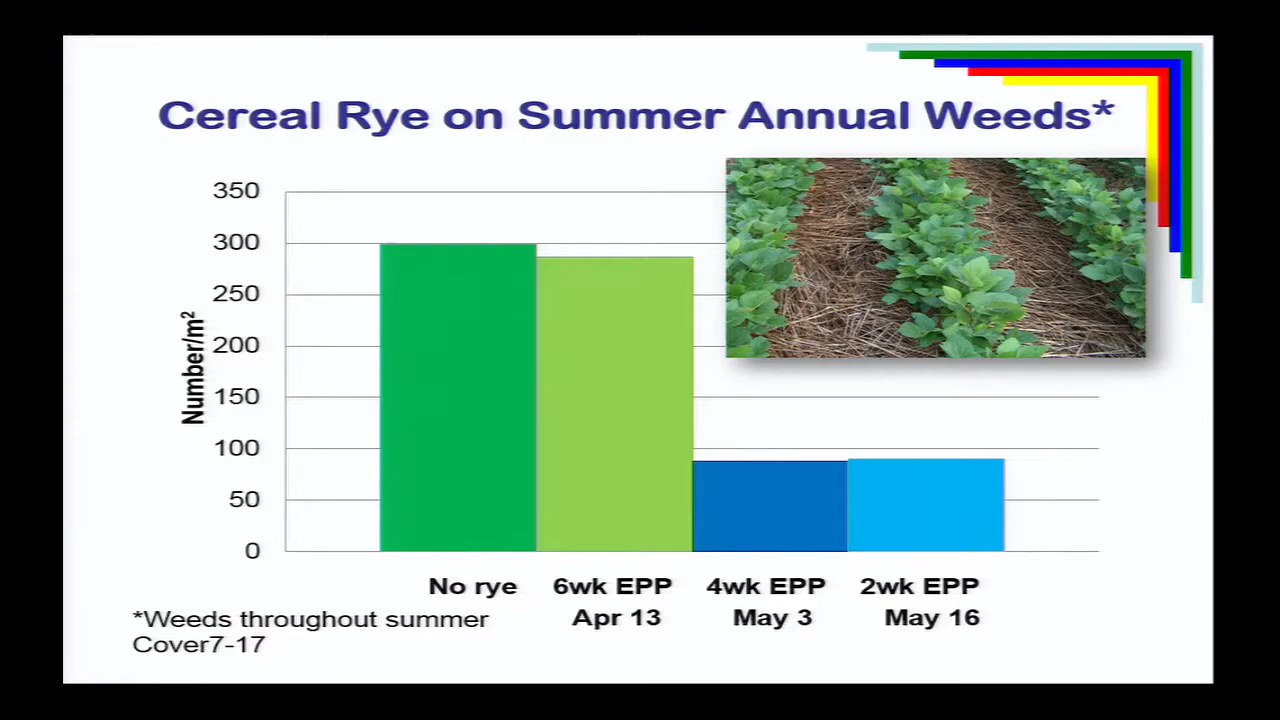 Cereal Rye on Summer Annual Weeds*
350
300
250
200
150
100
50
0
Number/m²
No rye 6wk EPP 4wk EPP 2wk EPP
Apr 13 May 3 May 16
*Weeds throughout summer
Cover7-17